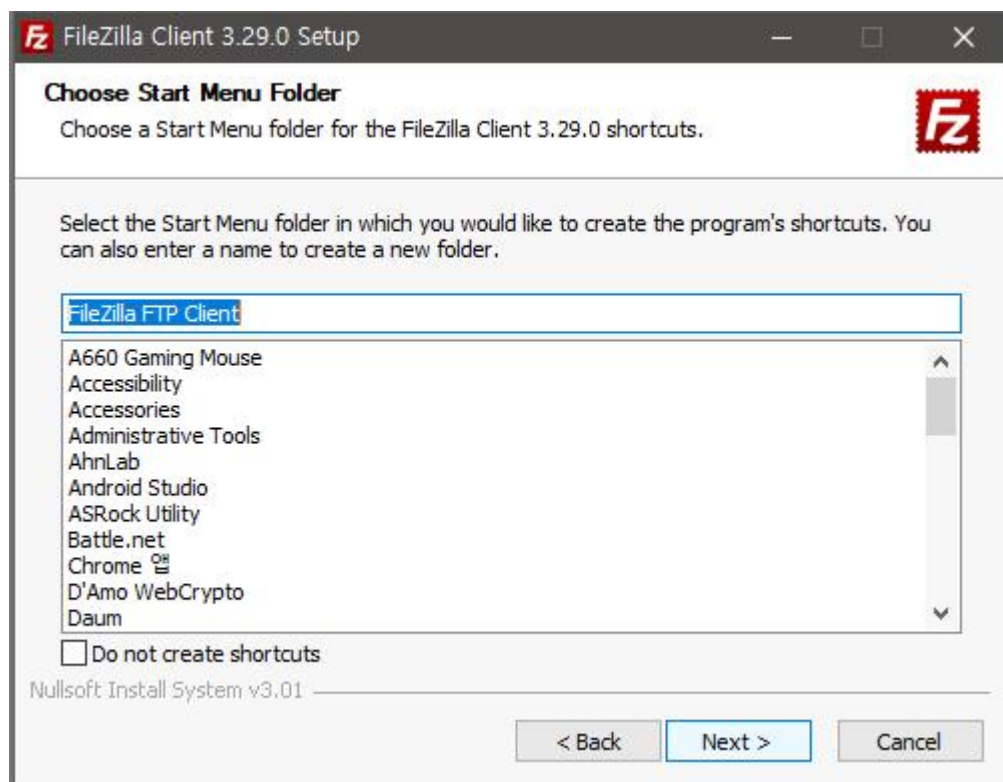 Fz FileZilla Client 3.29.0 Setup
Choose Start Menu Folder
Choose a Start Menu folder for the FileZilla Client 3.29.0 shortcuts.
Fz
Select the Start Menu folder in which you would like to create the program's shortcuts. You
can also enter a name to create a new folder.
FileZilla FTP Client
A660 Gaming Mouse
Accessibility
Accessories
Administrative Tools
AhnLab
Android Studio
ASRock Utility
Battle.net
Chrome 앱
D'Amo WebCrypto
Daum
Do not create shortcuts
Nullsoft Install System v3.01
< Back Next > Cancel